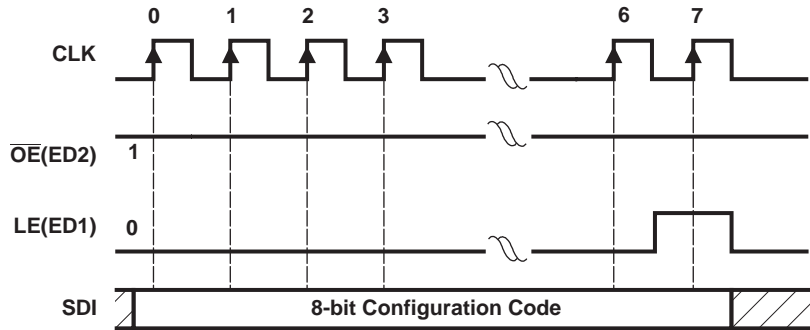 0 1 2 3 6 7
CLK
OE(ED2) 1
LE(ED1) 0
SDI 8-bit Configuration Code